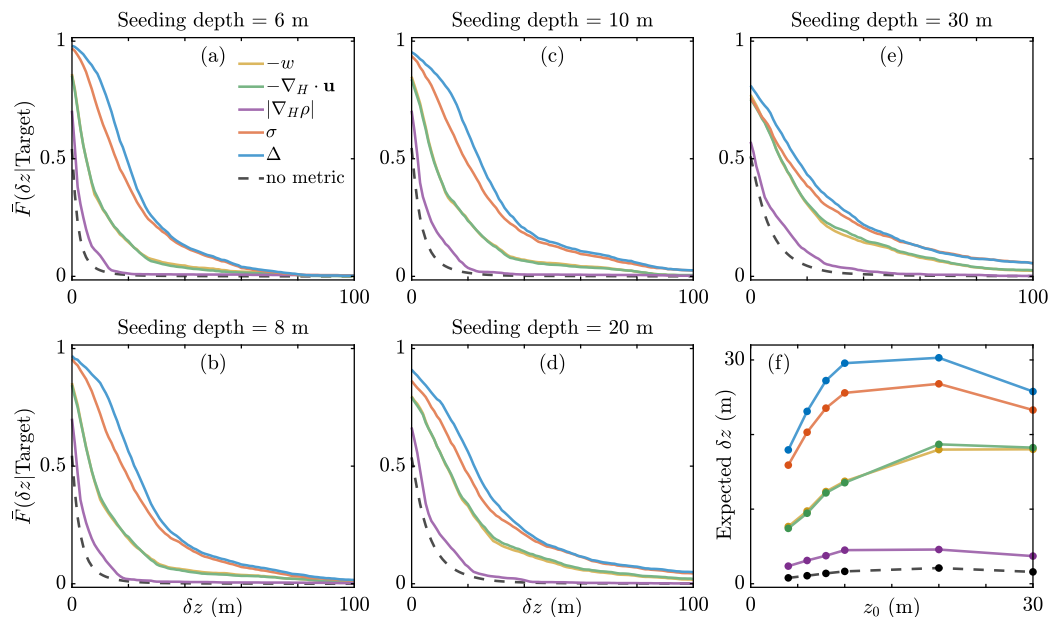 Seeding depth = 6 m
1
0.5
0
F̄(δz|Target)
(a)
−w
−∇_H · u
|∇_Hρ|
σ
Δ
no metric
0
100
Seeding depth = 10 m
1
0.5
0
(c)
0
100
Seeding depth = 30 m
1
0.5
0
(e)
0
100
Seeding depth = 8 m
1
0.5
0
F̄(δz|Target)
(b)
0
δz (m)
100
Seeding depth = 20 m
1
0.5
0
(d)
0
δz (m)
100
30
0
Expected δz (m)
(f)
0
z₀ (m)
30